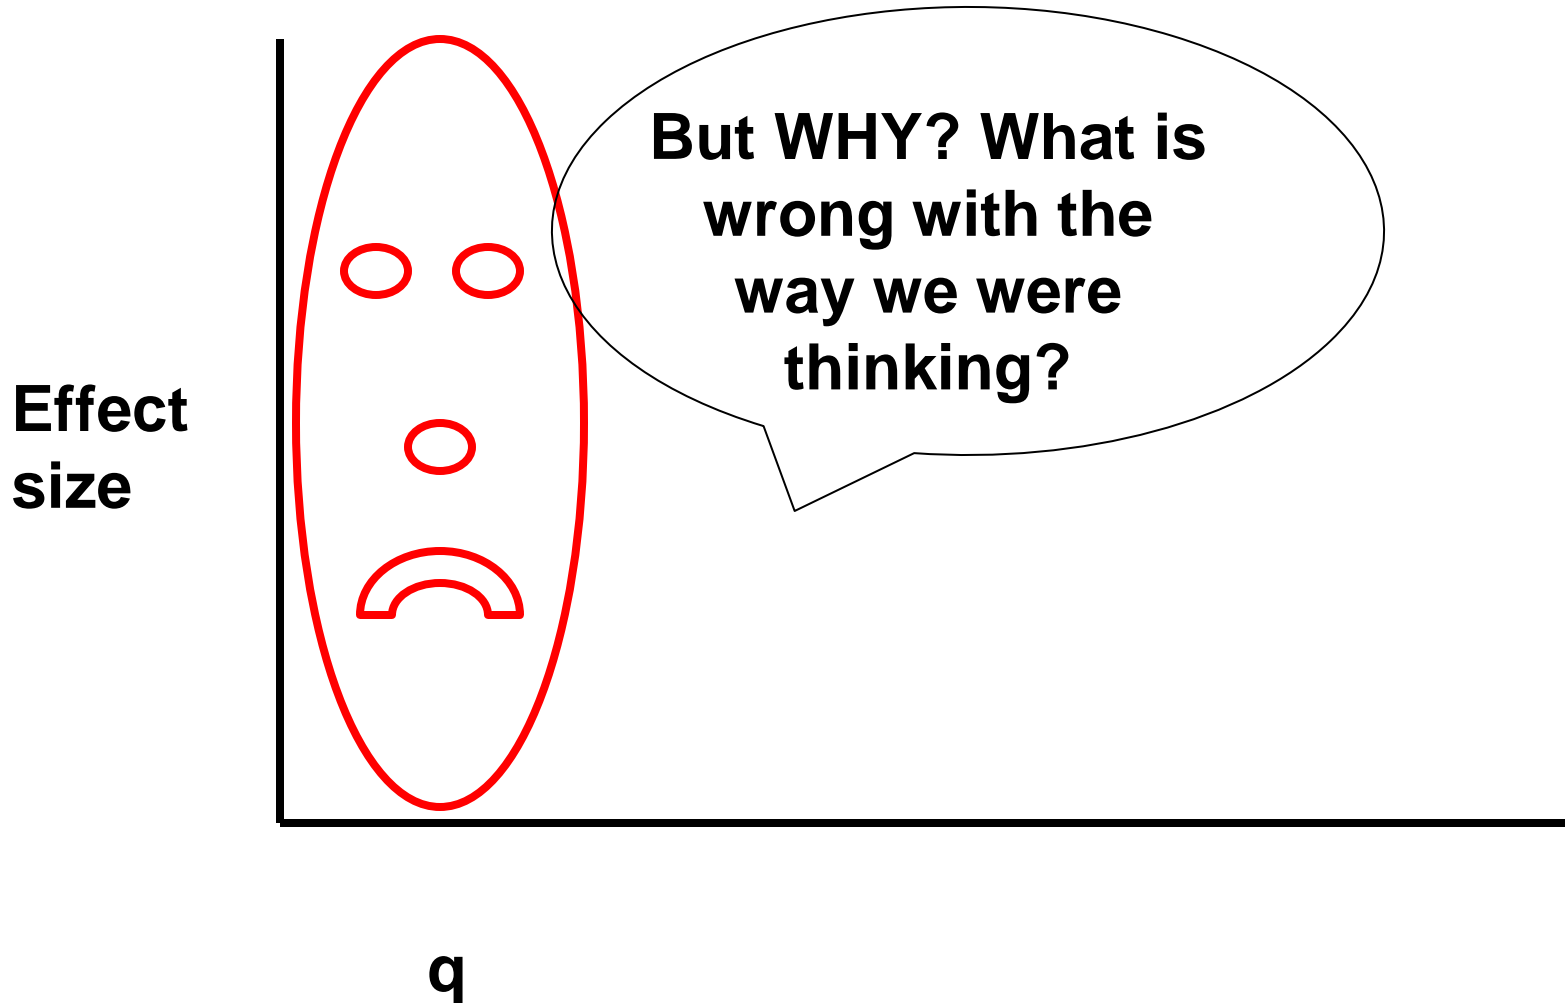 But WHY? What is
wrong with the
way we were
thinking?
Effect
size
q